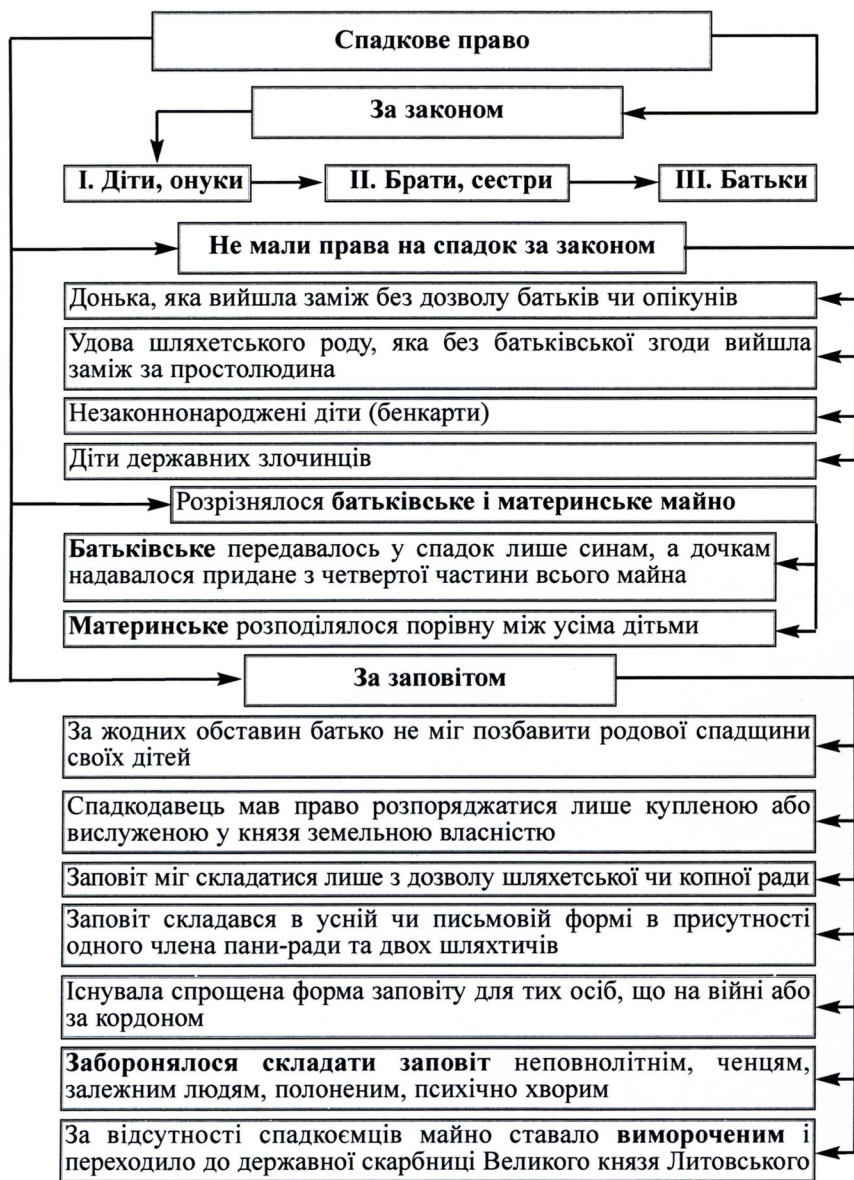 Спадкове право
За законом
І. Діти, онуки
ІІ. Брати, сестри
ІІІ. Батьки
Не мали права на спадок за законом
Донька, яка вийшла заміж без дозволу батьків чи опікунів
Удова шляхетського роду, яка без батьківської згоди вийшла
заміж за простолюдина
Незаконнонароджені діти (бенкарти)
Діти державних злочинців
Розрізнялося батьківське і материнське майно
Батьківське передавалось у спадок лише синам, а дочкам
надавалося придане з четвертої частини всього майна
Материнське розподілялося порівну між усіма дітьми
За заповітом
За жодних обставин батько не міг позбавити родової спадщини
своїх дітей
Спадкодавець мав право розпоряджатися лише купленою або
вислуженою у князя земельною власністю
Заповіт міг складатися лише з дозволу шляхетської чи копної ради
Заповіт складався в усній чи письмовій формі в присутності
одного члена пани-ради та двох шляхтичів
Існувала спрощена форма заповіту для тих осіб, що на війні або
за кордоном
Заборонялося складати заповіт неповнолітнім, ченцям,
залежним людям, полоненим, психічно хворим
За відсутності спадкоємців майно ставало вимороченим і
переходило до державної скарбниці Великого князя Литовського